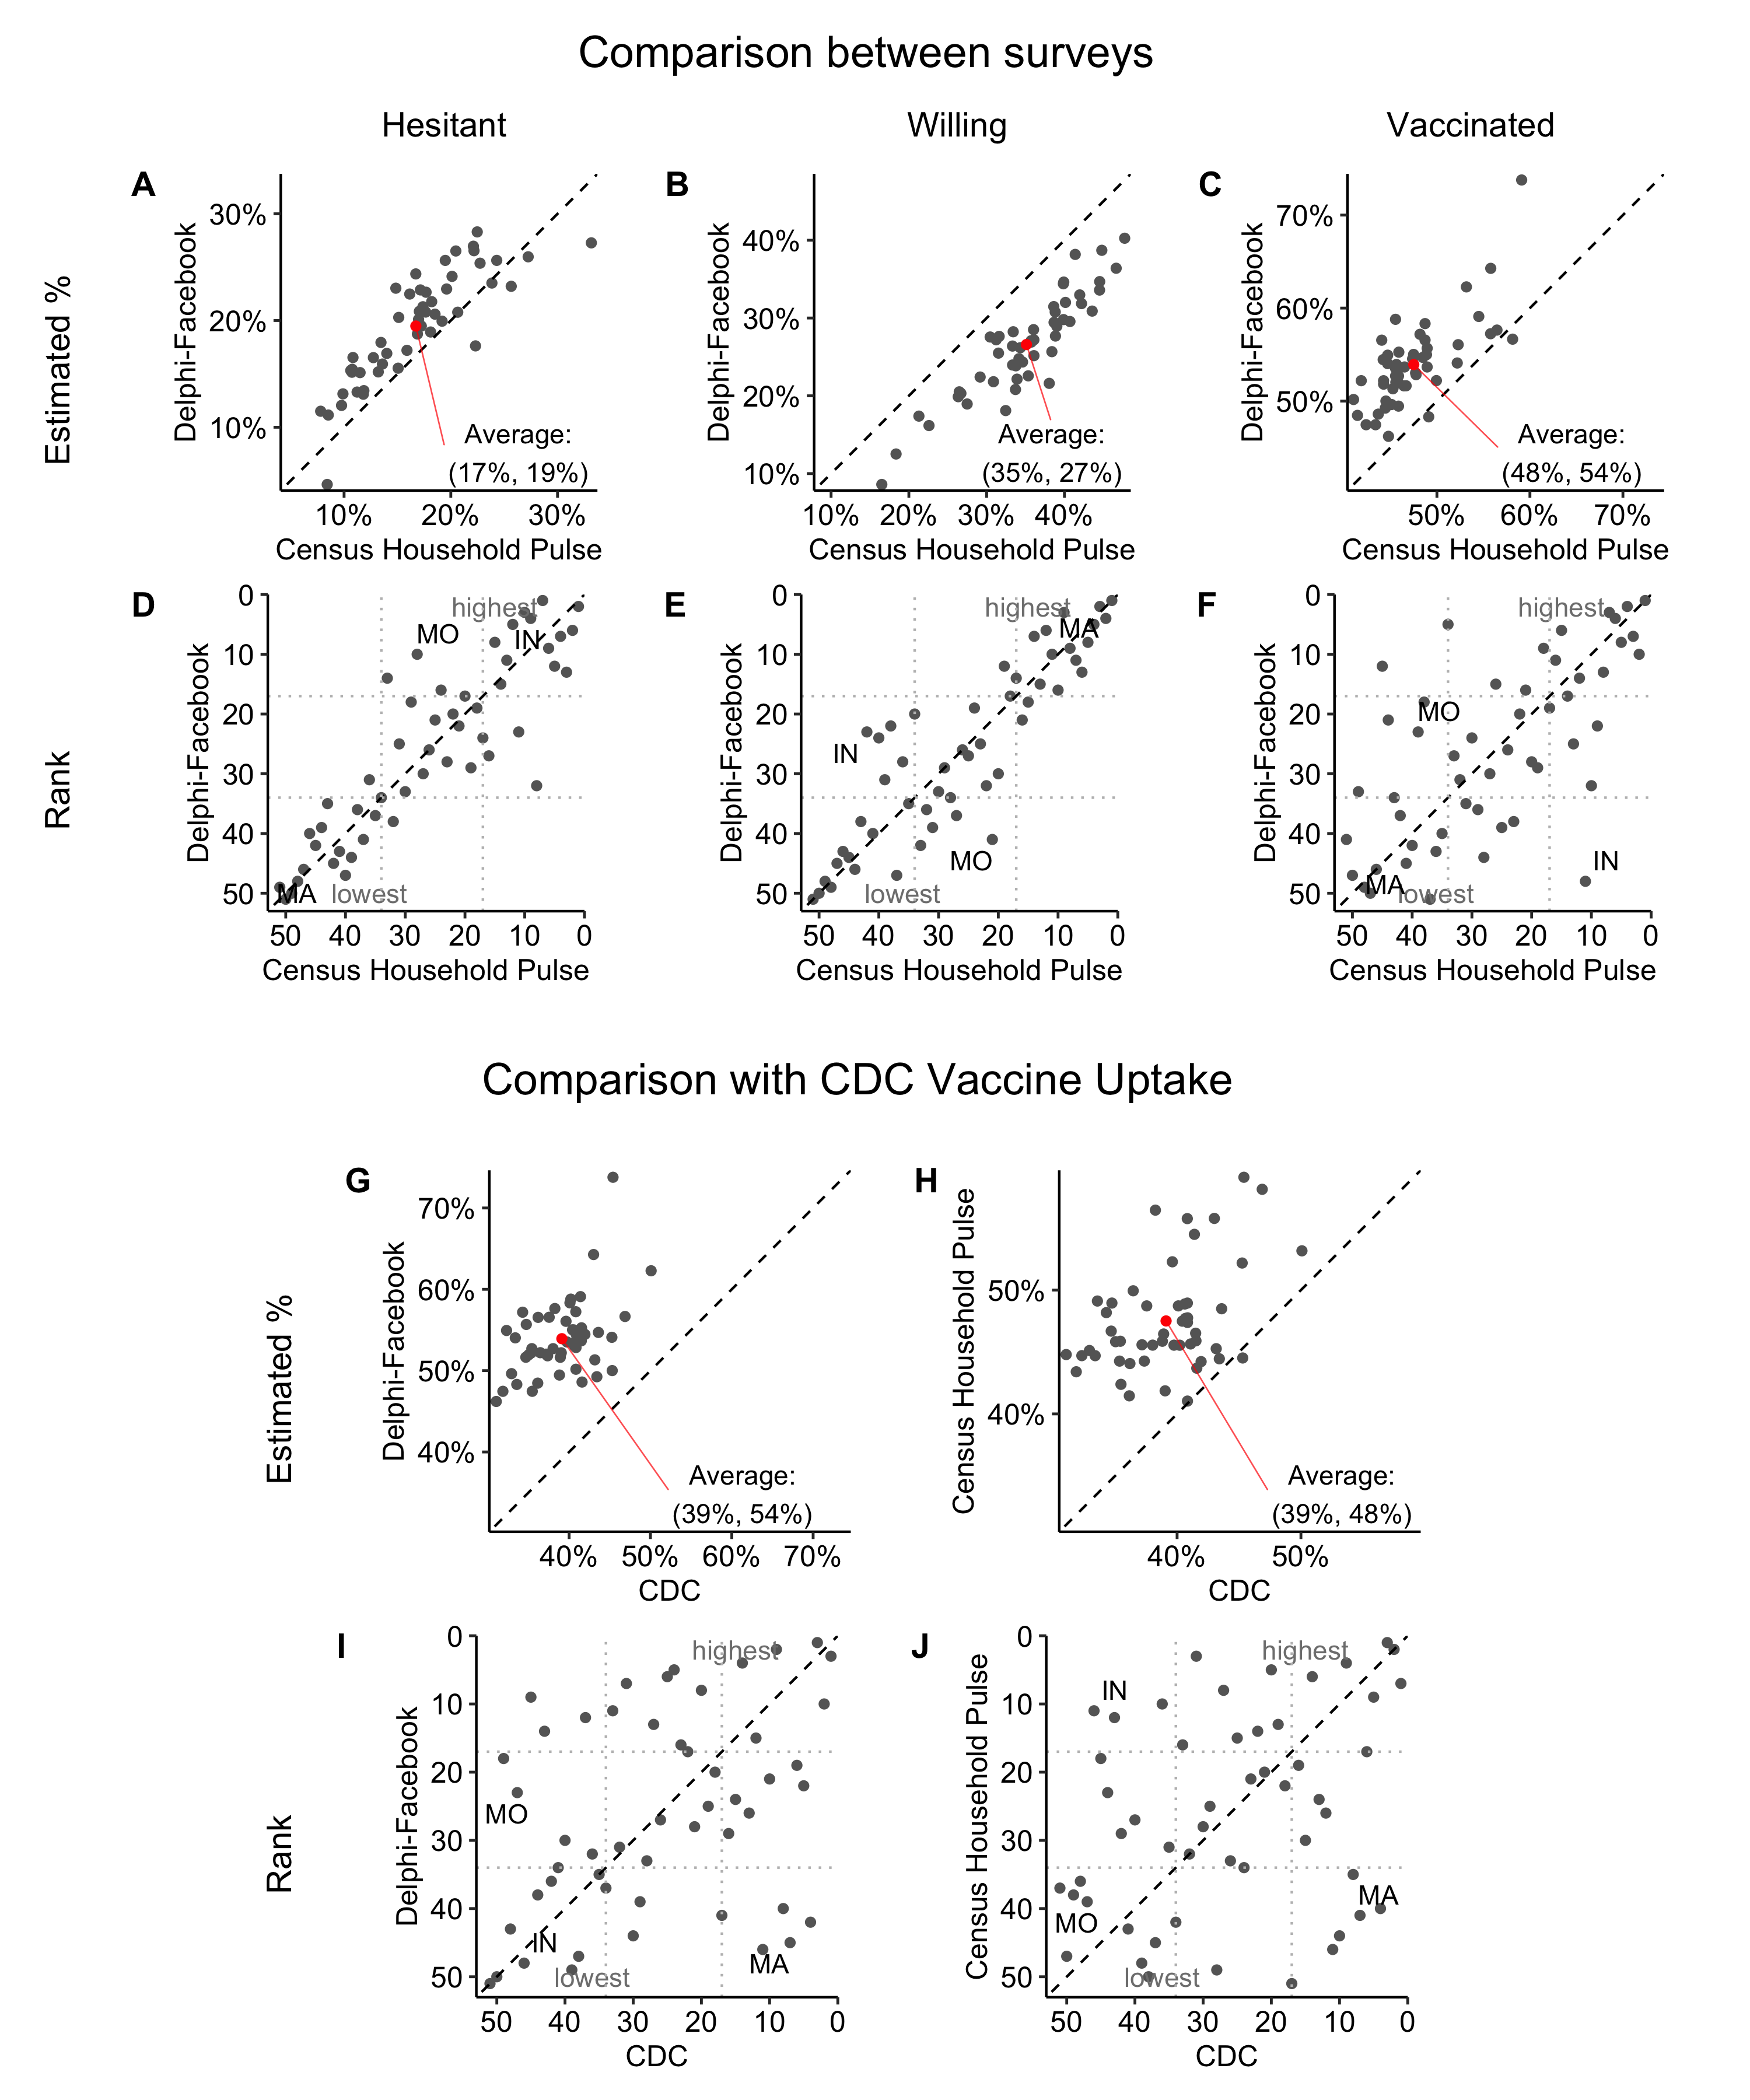 Comparison between surveys
Hesitant
Willing
Vaccinated
Estimated %
A
Delphi-Facebook
30%
20%
10%
Average:
(17%, 19%)
10% 20% 30%
Census Household Pulse
B
Delphi-Facebook
40%
30%
20%
10%
Average:
(35%, 27%)
10% 20% 30% 40%
Census Household Pulse
C
Delphi-Facebook
70%
60%
50%
Average:
(48%, 54%)
50% 60% 70%
Census Household Pulse
Rank
D
Delphi-Facebook
0
10
20
30
40
50
highest
MO
IN
MA
lowest
50 40 30 20 10 0
Census Household Pulse
E
Delphi-Facebook
0
10
20
30
40
50
highest
MA
IN
MO
lowest
50 40 30 20 10 0
Census Household Pulse
F
Delphi-Facebook
0
10
20
30
40
50
highest
MO
IN
MA
lowest
50 40 30 20 10 0
Census Household Pulse
Comparison with CDC Vaccine Uptake
Estimated %
G
Delphi-Facebook
70%
60%
50%
40%
Average:
(39%, 54%)
40% 50% 60% 70%
CDC
H
Census Household Pulse
50%
40%
Average:
(39%, 48%)
40% 50%
CDC
Rank
I
Delphi-Facebook
0
10
20
30
40
50
highest
MO
IN
MA
lowest
50 40 30 20 10 0
CDC
J
Census Household Pulse
0
10
20
30
40
50
highest
IN
MA
MO
lowest
50 40 30 20 10 0
CDC